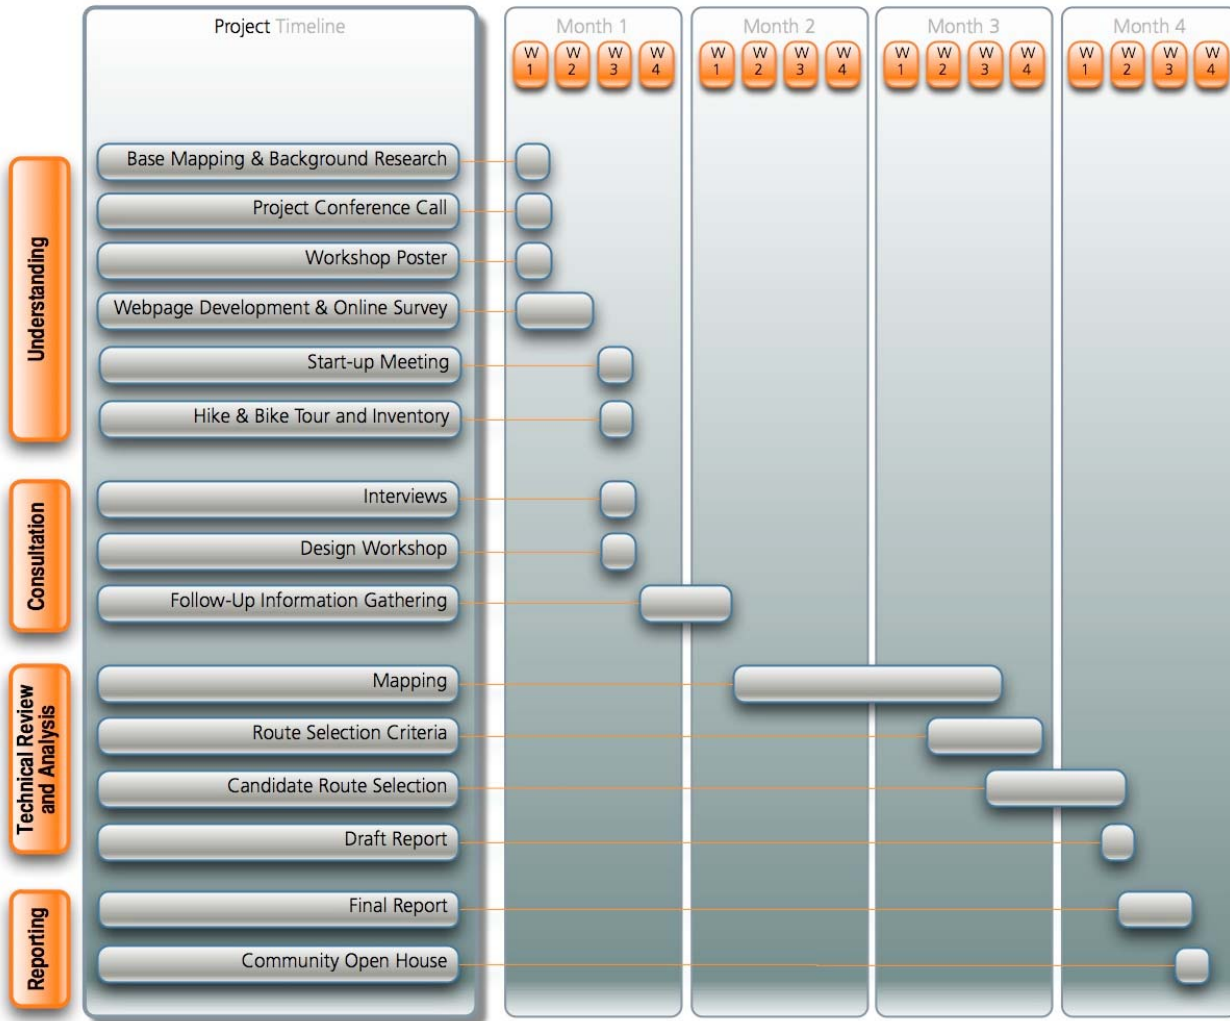 Project Timeline
Month 1
Month 2
Month 3
Month 4
W 1
W 2
W 3
W 4
W 1
W 2
W 3
W 4
W 1
W 2
W 3
W 4
W 1
W 2
W 3
W 4
Understanding
Base Mapping & Background Research
Project Conference Call
Workshop Poster
Webpage Development & Online Survey
Start-up Meeting
Hike & Bike Tour and Inventory
Consultation
Interviews
Design Workshop
Follow-Up Information Gathering
Technical Review
and Analysis
Mapping
Route Selection Criteria
Candidate Route Selection
Draft Report
Reporting
Final Report
Community Open House